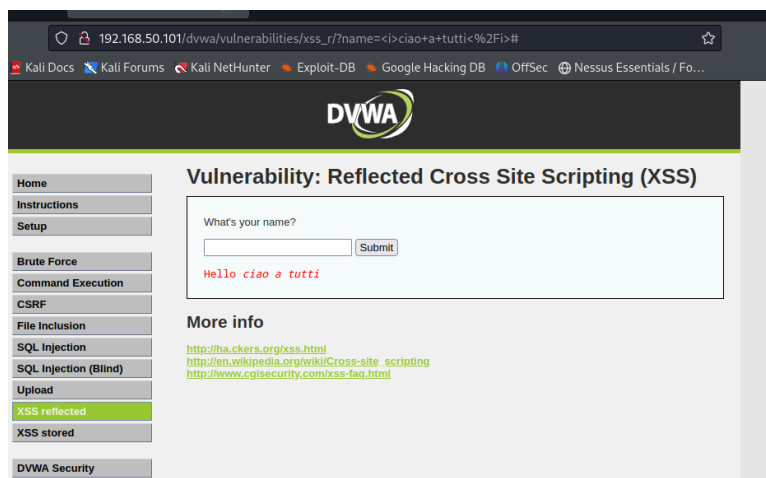 192.168.50.101/dvwa/vulnerabilities/xss_r/?name=<i>ciao+a+tutti<%2Fi>#
Kali Docs Kali Forums Kali NetHunter Exploit-DB Google Hacking DB OffSec Nessus Essentials / Fo...
DVWA
Home
Instructions
Setup
Brute Force
Command Execution
CSRF
File Inclusion
SQL Injection
SQL Injection (Blind)
Upload
XSS reflected
XSS stored
DVWA Security
Vulnerability: Reflected Cross Site Scripting (XSS)
What's your name?
Submit
Hello ciao a tutti
More info
http://ha.ckers.org/xss.html
http://en.wikipedia.org/wiki/Cross-site_scripting
http://www.cgisecurity.com/xss-faq.html